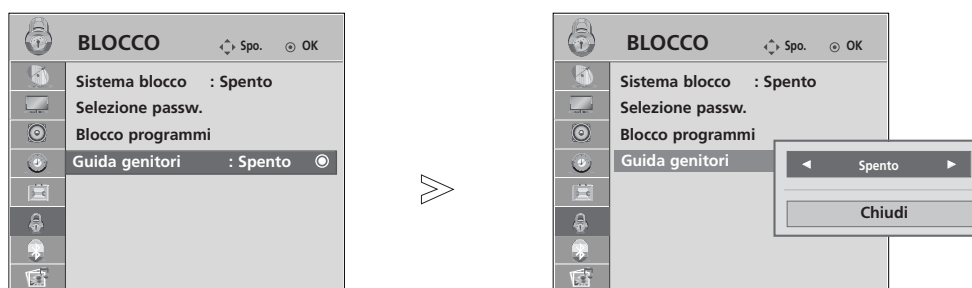 BLOCCO Spo. OK
Sistema blocco : Spento
Selezione passw.
Blocco programmi
Guida genitori : Spento
BLOCCO Spo. OK
Sistema blocco : Spento
Selezione passw.
Blocco programmi
Guida genitori
Spento
Chiudi